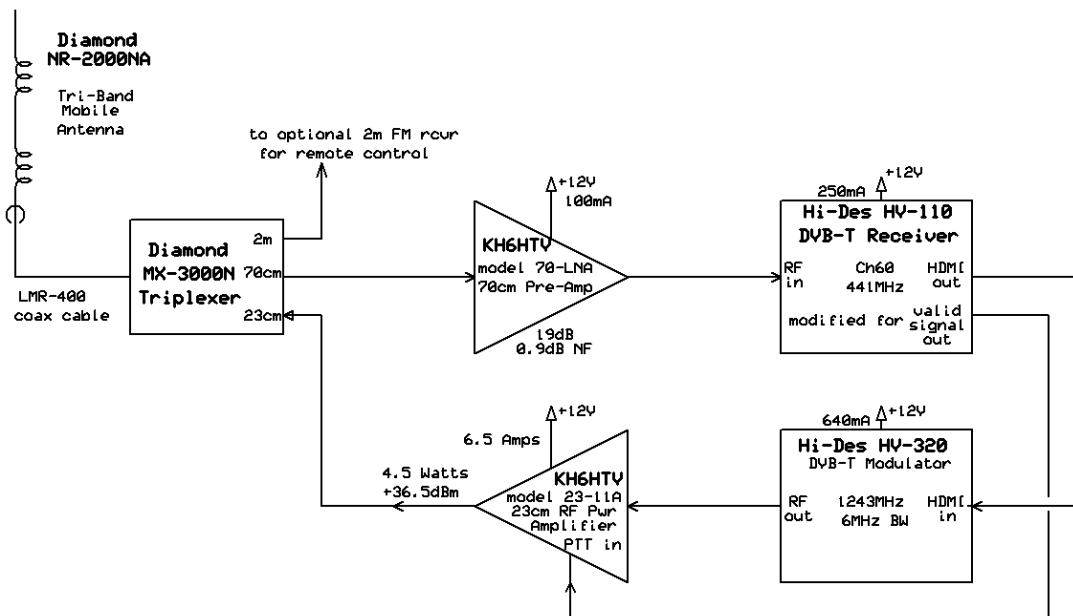 Diamond
NR-2000NA
Tri-Band
Mobile
Antenna
to optional 2m FM rcvr
for remote control
LMR-400
coax cable
Diamond
MX-3000N
Triplexer
2m
70cm
23cm
+12V
100mA
KH6HTV
model 70-LNA
70cm Pre-Amp
19dB
0.9dB NF
250mA
+12V
Hi-Des HV-110
DVB-T Receiver
RF
in
Ch60
441MHz
HDMI
out
modified for valid
signal
out
4.5 Watts
+36.5dBm
6.5 Amps
+12V
KH6HTV
model 23-11A
23cm RF Pwr
Amplifier
PTT in
640mA
+12V
Hi-Des HV-320
DVB-T Modulator
RF
out
1243MHz
6MHz BW
HDMI
in